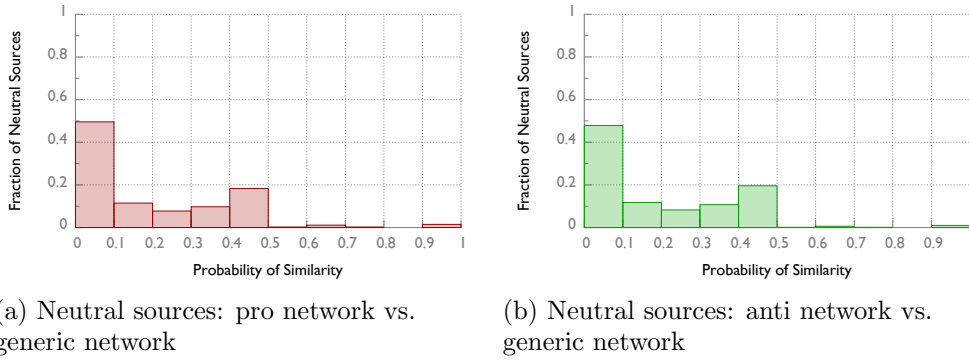 Fraction of Neutral Sources
1
0.8
0.6
0.4
0.2
0
0 0.1 0.2 0.3 0.4 0.5 0.6 0.7 0.8 0.9 1
Probability of Similarity
(a) Neutral sources: pro network vs.
generic network
Fraction of Neutral Sources
1
0.8
0.6
0.4
0.2
0
0 0.1 0.2 0.3 0.4 0.5 0.6 0.7 0.8 0.9
Probability of Similarity
(b) Neutral sources: anti network vs.
generic network